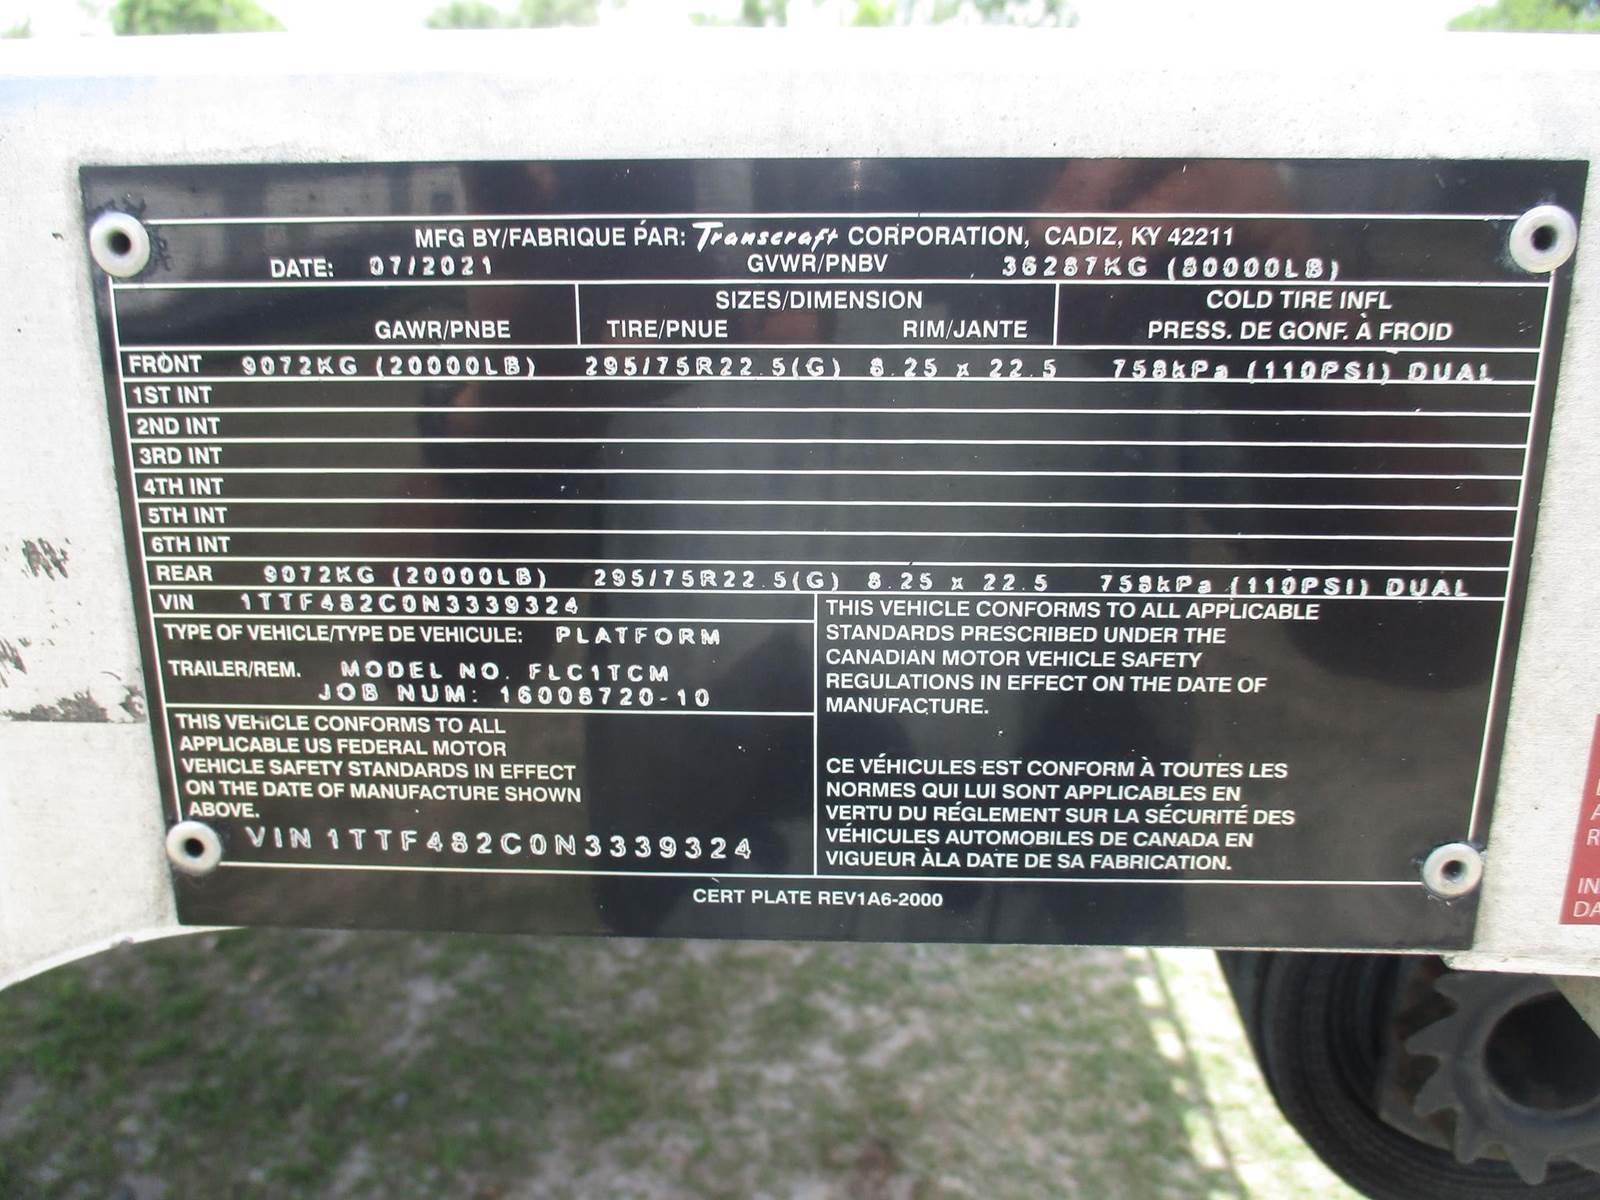 MFG BY/FABRIQUE PAR: Transcraft CORPORATION, CADIZ, KY 42211
DATE: 07/2021 GVWR/PNBV 36287KG (80000LB)
SIZES/DIMENSION COLD TIRE INFL
GAWR/PNBE TIRE/PNUE RIM/JANTE PRESS. DE GONF. À FROID
FRONT 9072KG (20000LB) 295/75R22.5(G) 8.25 x 22.5 758kPa (110PSI) DUAL
1ST INT
2ND INT
3RD INT
4TH INT
5TH INT
6TH INT
REAR 9072KG (20000LB) 295/75R22.5(G) 8.25 x 22.5 758kPa (110PSI) DUAL
VIN 1TTF482C0N3339324
TYPE OF VEHICLE/TYPE DE VEHICULE: PLATFORM
TRAILER/REM. MODEL NO. FLC1TCM
JOB NUM: 16008720-10
THIS VEHICLE CONFORMS TO ALL
APPLICABLE US FEDERAL MOTOR
VEHICLE SAFETY STANDARDS IN EFFECT
ON THE DATE OF MANUFACTURE SHOWN
ABOVE.
VIN 1TTF482C0N3339324
THIS VEHICLE CONFORMS TO ALL APPLICABLE
STANDARDS PRESCRIBED UNDER THE
CANADIAN MOTOR VEHICLE SAFETY
REGULATIONS IN EFFECT ON THE DATE OF
MANUFACTURE.
CE VÉHICULES EST CONFORM À TOUTES LES
NORMES QUI LUI SONT APPLICABLES EN
VERTU DU RÉGLEMENT SUR LA SÉCURITÉ DES
VÉHICULES AUTOMOBILES DE CANADA EN
VIGUEUR ÀLA DATE DE SA FABRICATION.
CERT PLATE REV1A6-2000